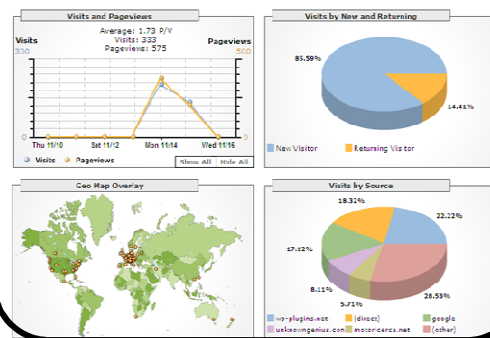 Visits and Pageviews
Average: 1.73 P/V
Visits: 333
Pageviews: 575
Visits
Pageviews
300
500
0
0
Thu 11/10
Sat 11/12
Mon 11/14
Wed 11/16
Visits
Pageviews
Show All
Hide All
Visits by New and Returning
85.59%
14.41%
New Visitor
Returning Visitor
Geo Map Overlay
Visits by Source
18.32%
22.22%
17.12%
8.11%
5.71%
28.53%
wp-plugins.net
(direct)
google
unknowngenius.com
(other)